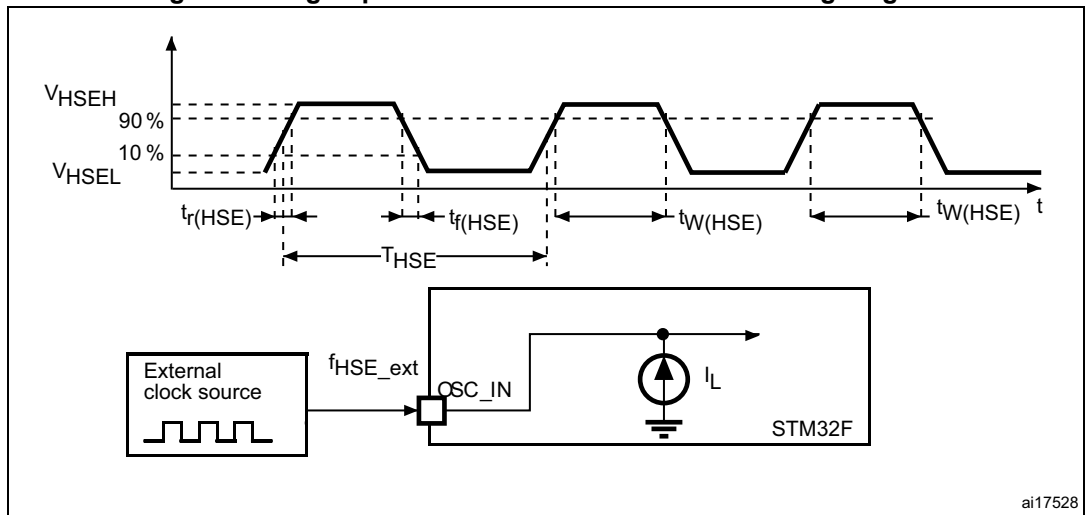 VHSEH
90 %
10 %
VHSEL
tr(HSE)
tf(HSE)
tW(HSE)
tW(HSE)
t
THSE
External
clock source
fHSE_ext
OSC_IN
IL
STM32F
ai17528